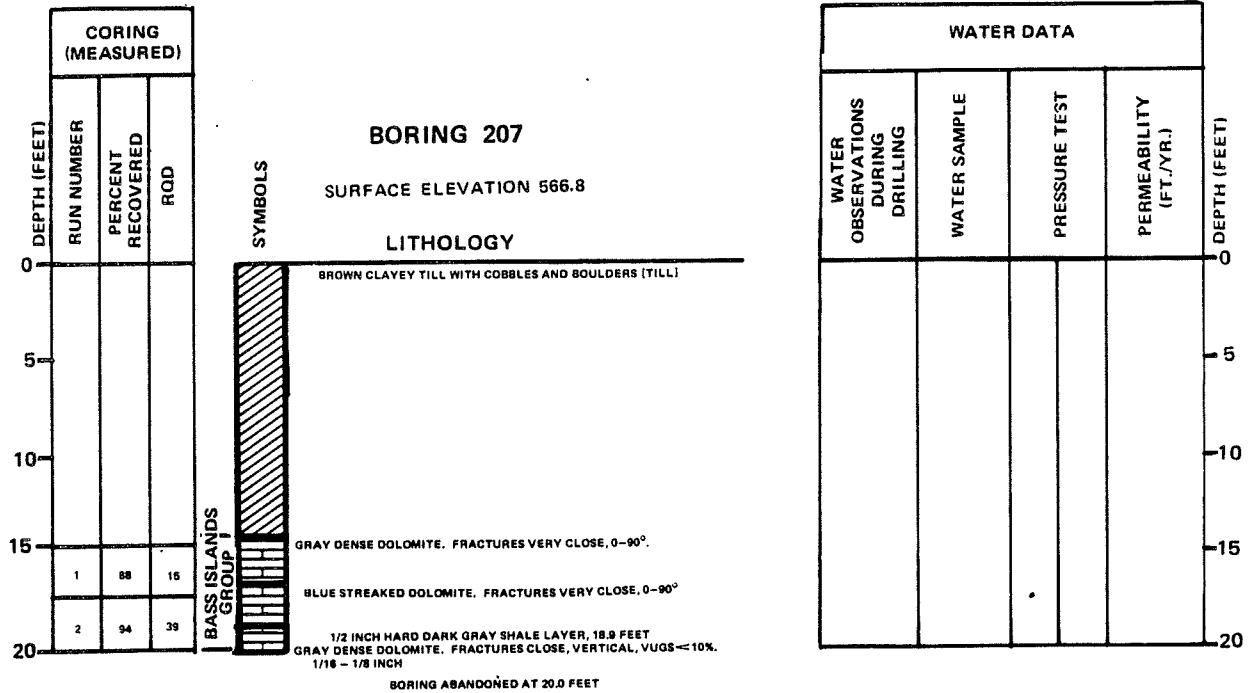 CORING
(MEASURED)
DEPTH (FEET)
RUN NUMBER
PERCENT
RECOVERED
RQD
SYMBOLS
BORING 207
SURFACE ELEVATION 566.8
LITHOLOGY
WATER DATA
WATER
OBSERVATIONS
DURING
DRILLING
WATER SAMPLE
PRESSURE TEST
PERMEABILITY
(FT./YR.)
DEPTH (FEET)
0
BROWN CLAYEY TILL WITH COBBLES AND BOULDERS (TILL)
0
5
5
10
10
15
BASS ISLANDS
GROUP
GRAY DENSE DOLOMITE. FRACTURES VERY CLOSE, 0-90°.
15
1 88 15
BLUE STREAKED DOLOMITE. FRACTURES VERY CLOSE, 0-90°
2 94 39
1/2 INCH HARD DARK GRAY SHALE LAYER, 18.9 FEET
20
GRAY DENSE DOLOMITE. FRACTURES CLOSE, VERTICAL, VUGS<10%.
20
1/16 - 1/8 INCH
BORING ABANDONED AT 20.0 FEET